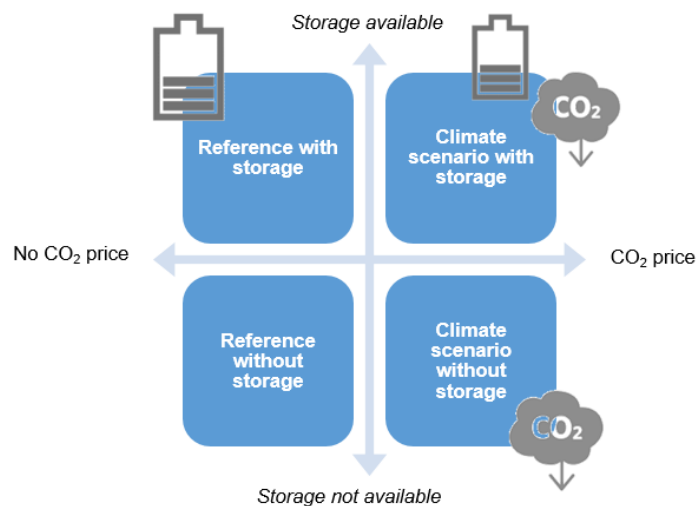 Storage available
CO₂
Reference with
storage
Climate
scenario with
storage
No CO₂ price
CO₂ price
Reference
without
storage
Climate
scenario
without
storage
CO₂
Storage not available